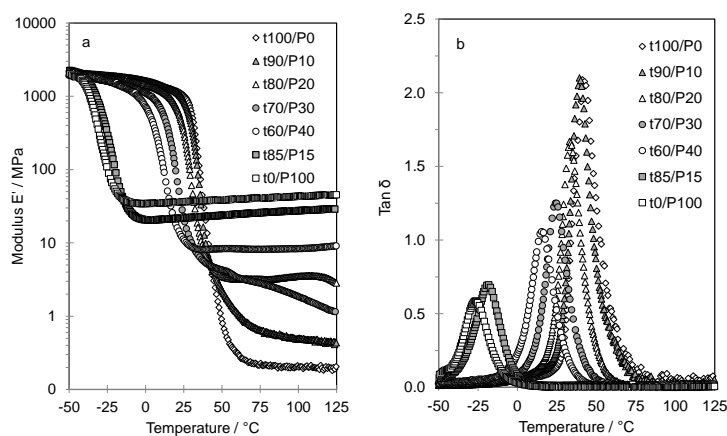 a
10000
1000
100
10
1
0
Modulus E' / MPa
-50 -25 0 25 50 75 100 125
Temperature / °C
t100/P0
t90/P10
t80/P20
t70/P30
t60/P40
t85/P15
t0/P100
b
2.5
2.0
1.5
1.0
0.5
0.0
Tan δ
-50 -25 0 25 50 75 100 125
Temperature / °C
t100/P0
t90/P10
t80/P20
t70/P30
t60/P40
t85/P15
t0/P100